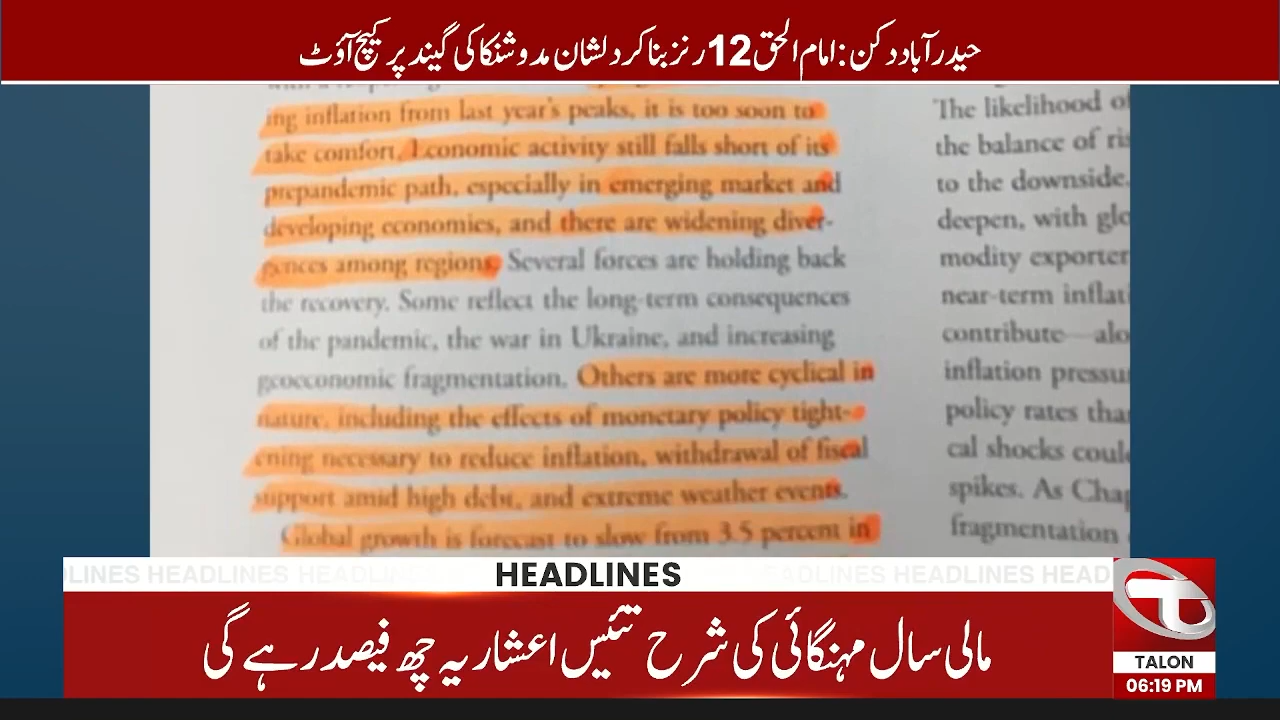 حیدرآباد دکن: امام الحق 12 رنز بنا کر دلشان مدوشنکا کی گیند پر کیچ آؤٹ
ing inflation from last year's peaks, it is too soon to
take comfort. Economic activity still falls short of its
prepandemic path, especially in emerging market and
developing economies, and there are widening diver-
gences among regions. Several forces are holding back
the recovery. Some reflect the long-term consequences
of the pandemic, the war in Ukraine, and increasing
geoeconomic fragmentation. Others are more cyclical in
nature, including the effects of monetary policy tight-
ening necessary to reduce inflation, withdrawal of fiscal
support amid high debt, and extreme weather events.
Global growth is forecast to slow from 3.5 percent in
The likelihood of
the balance of ris
to the downside.
deepen, with glo
modity exporter
near-term inflati
contribute—alo
inflation pressu
policy rates tha
cal shocks coul
spikes. As Chap
fragmentation
HEADLINES
مالی سال مہنگائی کی شرح تئیس اعشاریہ چھ فیصد رہے گی
TALON
06:19 PM